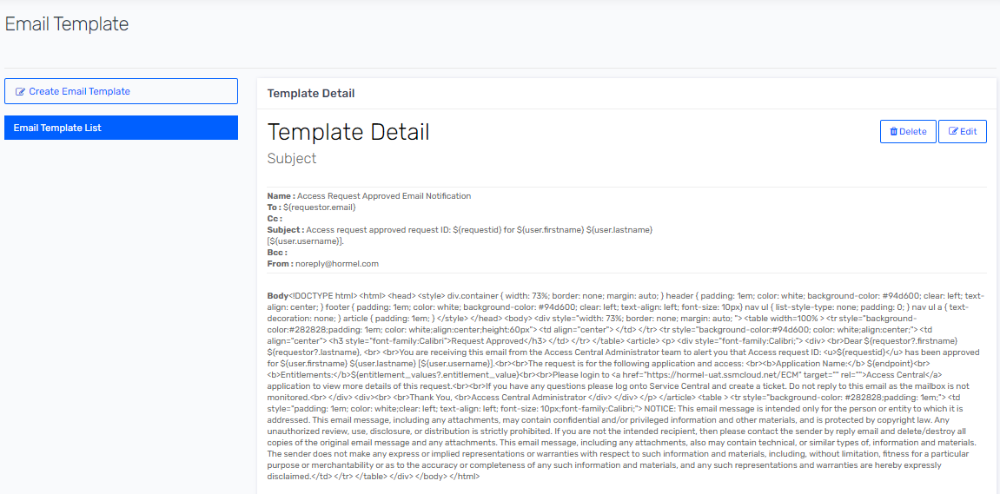 Email Template
Create Email Template
Email Template List
Template Detail
Template Detail
Delete
Edit
Subject
Name : Access Request Approved Email Notification
To : ${requestor.email}
Cc :
Subject : Access request approved request ID: ${requestid} for ${user.firstname} ${user.lastname}
[${user.username}].
Bcc :
From : noreply@hormel.com
Body<!DOCTYPE html> <html> <head> <style> div.container { width: 73%; border: none; margin: auto; } header { padding: 1em; color: white; background-color: #94d600; clear: left; text-
align: center; } footer { padding: 1em; color: white; background-color: #94d600; clear: left; text-align: left; font-size: 10px} nav ul { list-style-type: none; padding: 0; } nav ul a { text-
decoration: none; } article { padding: 1em; } </style> </head> <body> <div style="width: 73%; border: none; margin: auto; "> <table width=100% > <tr style="background-
color:#282828;padding: 1em; color: white;align:center;height:60px"> <td align="center"> </td> </tr> <tr style="background-color:#94d600; color: white;align:center;"> <td
align="center"> <h3 style="font-family:Calibri">Request Approved</h3> </td> </tr> </table> <article> <p> <div style="font-family:Calibri;"> <div> <br>Dear ${requestor?.firstname}
${requestor?.lastname}, <br> <br>You are receiving this email from the Access Central Administrator team to alert you that Access request ID: <u>${requestid}</u> has been approved
for ${user.firstname} ${user.lastname} [${user.username}].<br><br>The request is for the following application and access: <br><b>Application Name:</b> ${endpoint}<br>
<b>Entitlements:</b>${entitlement_values?.entitlement_value}<br><br>Please login to <a href="https://hormel-uat.ssmcloud.net/ECM" target="" rel="">Access Central</a>
application to view more details of this request.<br><br>If you have any questions please log onto Service Central and create a ticket. Do not reply to this email as the mailbox is not
monitored.<br> </div> <div><br> <br>Thank You, <br>Access Central Administrator </div> </div> </p> </article> <table > <tr style="background-color: #282828;padding: 1em;"> <td
style="padding: 1em; color: white;clear: left; text-align: left; font-size: 10px;font-family:Calibri;"> NOTICE: This email message is intended only for the person or entity to which it is
addressed. This email message, including any attachments, may contain confidential and/or privileged information and other materials, and is protected by copyright law. Any
unauthorized review, use, disclosure, or distribution is strictly prohibited. If you are not the intended recipient, then please contact the sender by reply email and delete/destroy all
copies of the original email message and any attachments. This email message, including any attachments, also may contain technical, or similar types of, information and materials.
The sender does not make any express or implied representations or warranties with respect to such information and materials, including, without limitation, fitness for a particular
purpose or merchantability or as to the accuracy or completeness of any such information and materials, and any such representations and warranties are hereby expressly
disclaimed.</td> </tr> </table> </div> </body> </html>